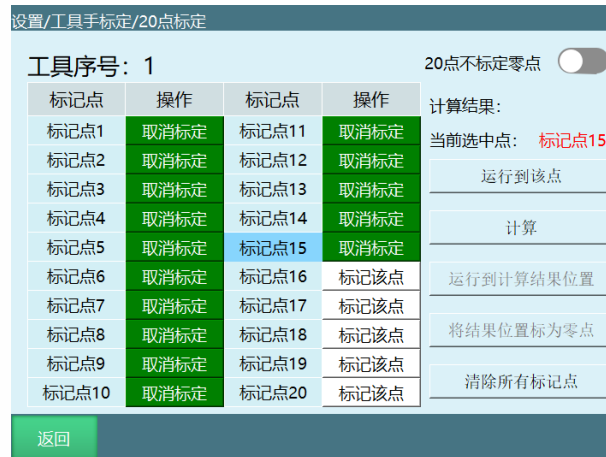 设置/工具手标定/20点标定
工具序号：1
20点不标定零点
标记点 操作 标记点 操作
计算结果：
标记点1 取消标定 标记点11 取消标定
当前选中点： 标记点15
标记点2 取消标定 标记点12 取消标定
运行到该点
标记点3 取消标定 标记点13 取消标定
标记点4 取消标定 标记点14 取消标定
计算
标记点5 取消标定 标记点15 取消标定
标记点6 取消标定 标记点16 标记该点
运行到计算结果位置
标记点7 取消标定 标记点17 标记该点
标记点8 取消标定 标记点18 标记该点
将结果位置标为零点
标记点9 取消标定 标记点19 标记该点
清除所有标记点
标记点10 取消标定 标记点20 标记该点
返回